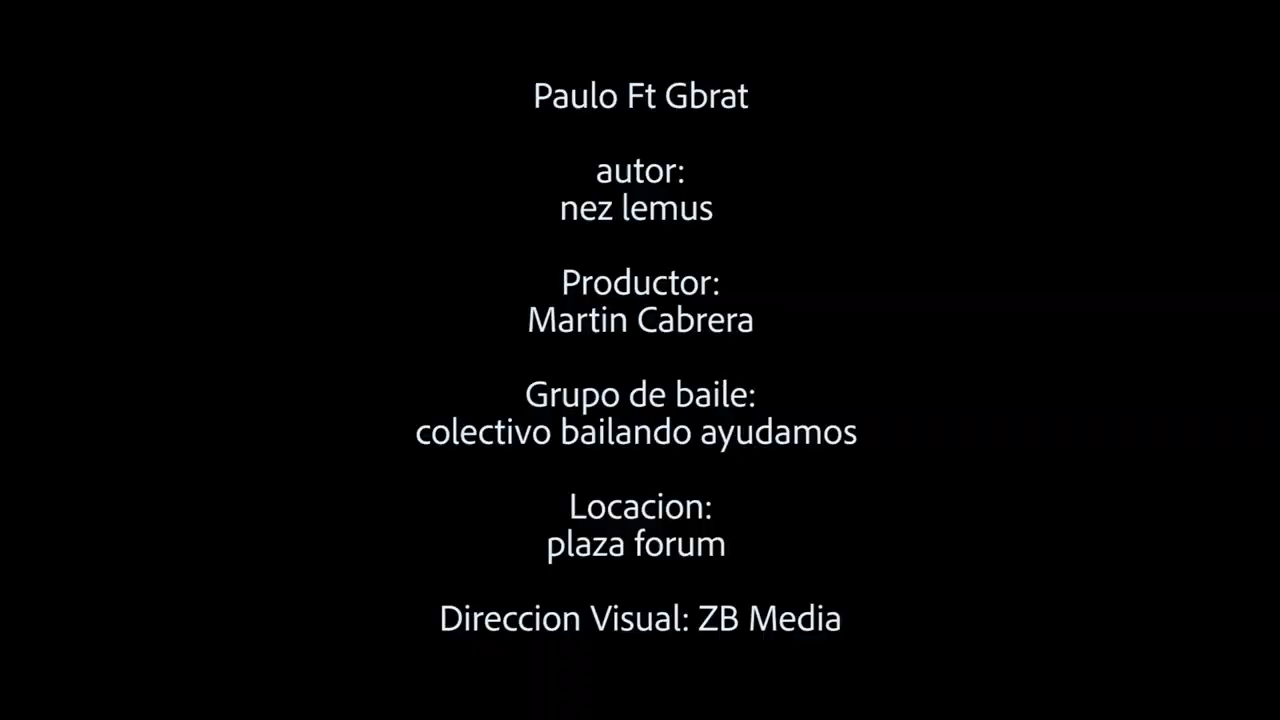 Paulo Ft Gbrat
autor:
nez lemus
Productor:
Martin Cabrera
Grupo de baile:
colectivo bailando ayudamos
Locacion:
plaza forum
Direccion Visual: ZB Media